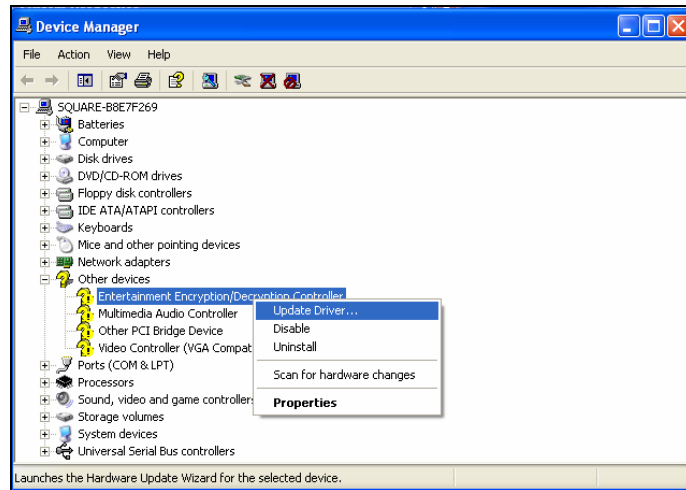 Device Manager
File Action View Help
SQUARE-B8E7F269
Batteries
Computer
Disk drives
DVD/CD-ROM drives
Floppy disk controllers
IDE ATA/ATAPI controllers
Keyboards
Mice and other pointing devices
Network adapters
Other devices
Entertainment Encryption/Decryption Controller
Multimedia Audio Controller
Other PCI Bridge Device
Video Controller (VGA Compat
Ports (COM & LPT)
Processors
Sound, video and game controller
Storage volumes
System devices
Universal Serial Bus controllers
Update Driver...
Disable
Uninstall
Scan for hardware changes
Properties
Launches the Hardware Update Wizard for the selected device.